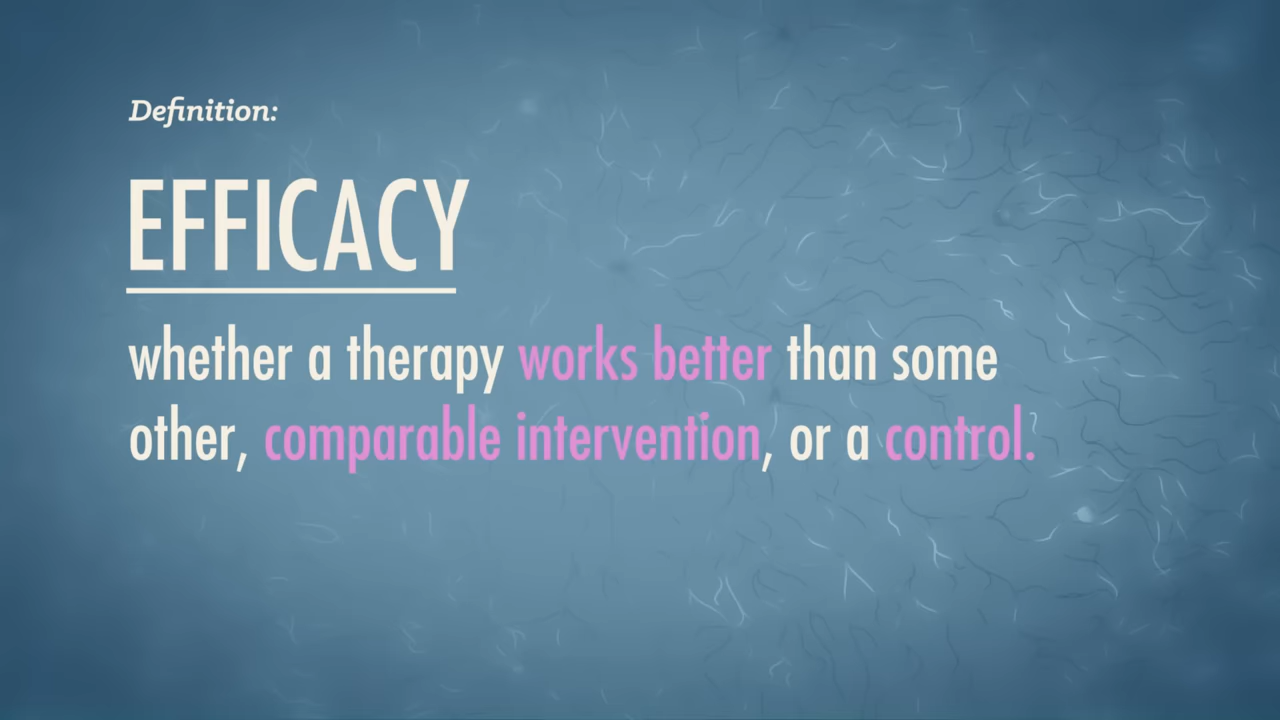 Definition:
EFFICACY
whether a therapy works better than some
other, comparable intervention, or a control.